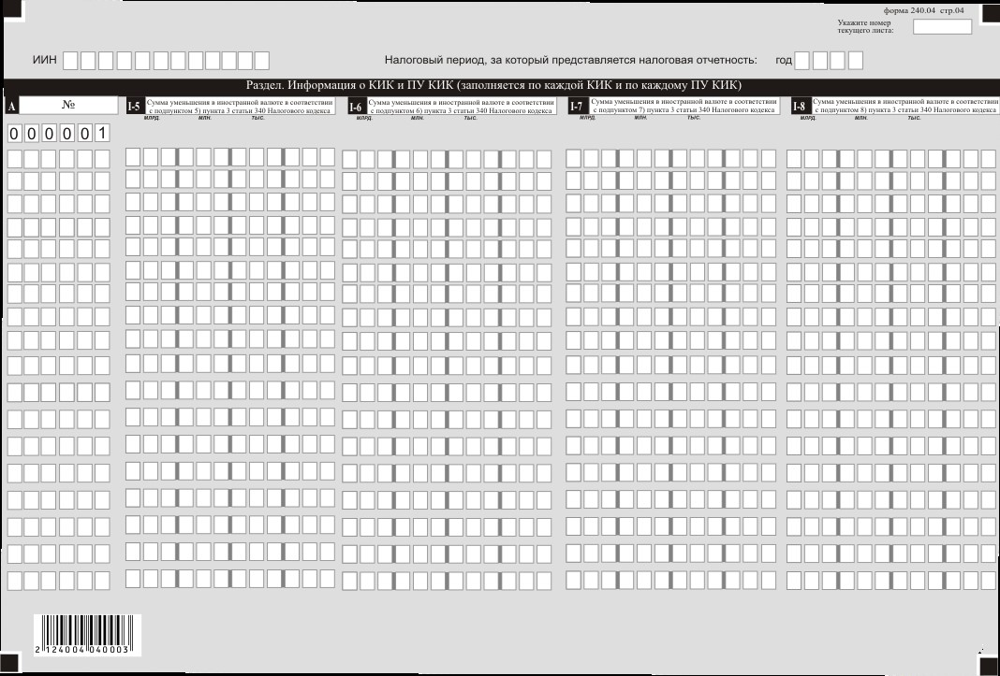 форма 240.04 стр.04
Укажите номер
текущего листа:
ИИН
Налоговый период, за который представляется налоговая отчетность: год
Раздел. Информация о КИК и ПУ КИК (заполняется по каждой КИК и по каждому ПУ КИК)
A №
I-5 Сумма уменьшения в иностранной валюте в соответствии
с подпунктом 5) пункта 3 статьи 340 Налогового кодекса
I-6 Сумма уменьшения в иностранной валюте в соответствии
с подпунктом 6) пункта 3 статьи 340 Налогового кодекса
I-7 Сумма уменьшения в иностранной валюте в соответствии
с подпунктом 7) пункта 3 статьи 340 Налогового кодекса
I-8 Сумма уменьшения в иностранной валюте в соответствии
с подпунктом 8) пункта 3 статьи 340 Налогового кодекса
млрд. млн. тыс. млрд. млн. тыс. млрд. млн. тыс. млрд. млн. тыс.
000001
2 124004 040003